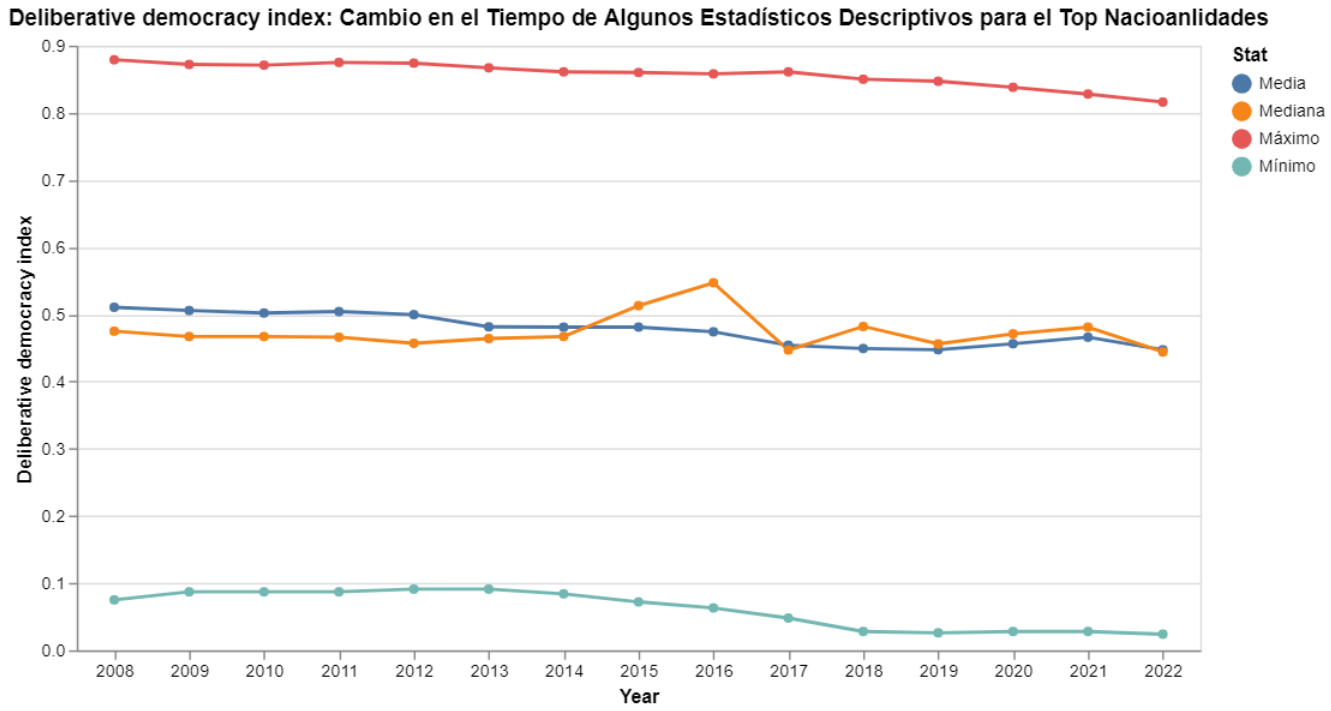 Deliberative democracy index: Cambio en el Tiempo de Algunos Estadísticos Descriptivos para el Top Nacioanlidades
Stat
Media
Mediana
Máximo
Mínimo
Deliberative democracy index
0.9
0.8
0.7
0.6
0.5
0.4
0.3
0.2
0.1
0.0
2008 2009 2010 2011 2012 2013 2014 2015 2016 2017 2018 2019 2020 2021 2022
Year